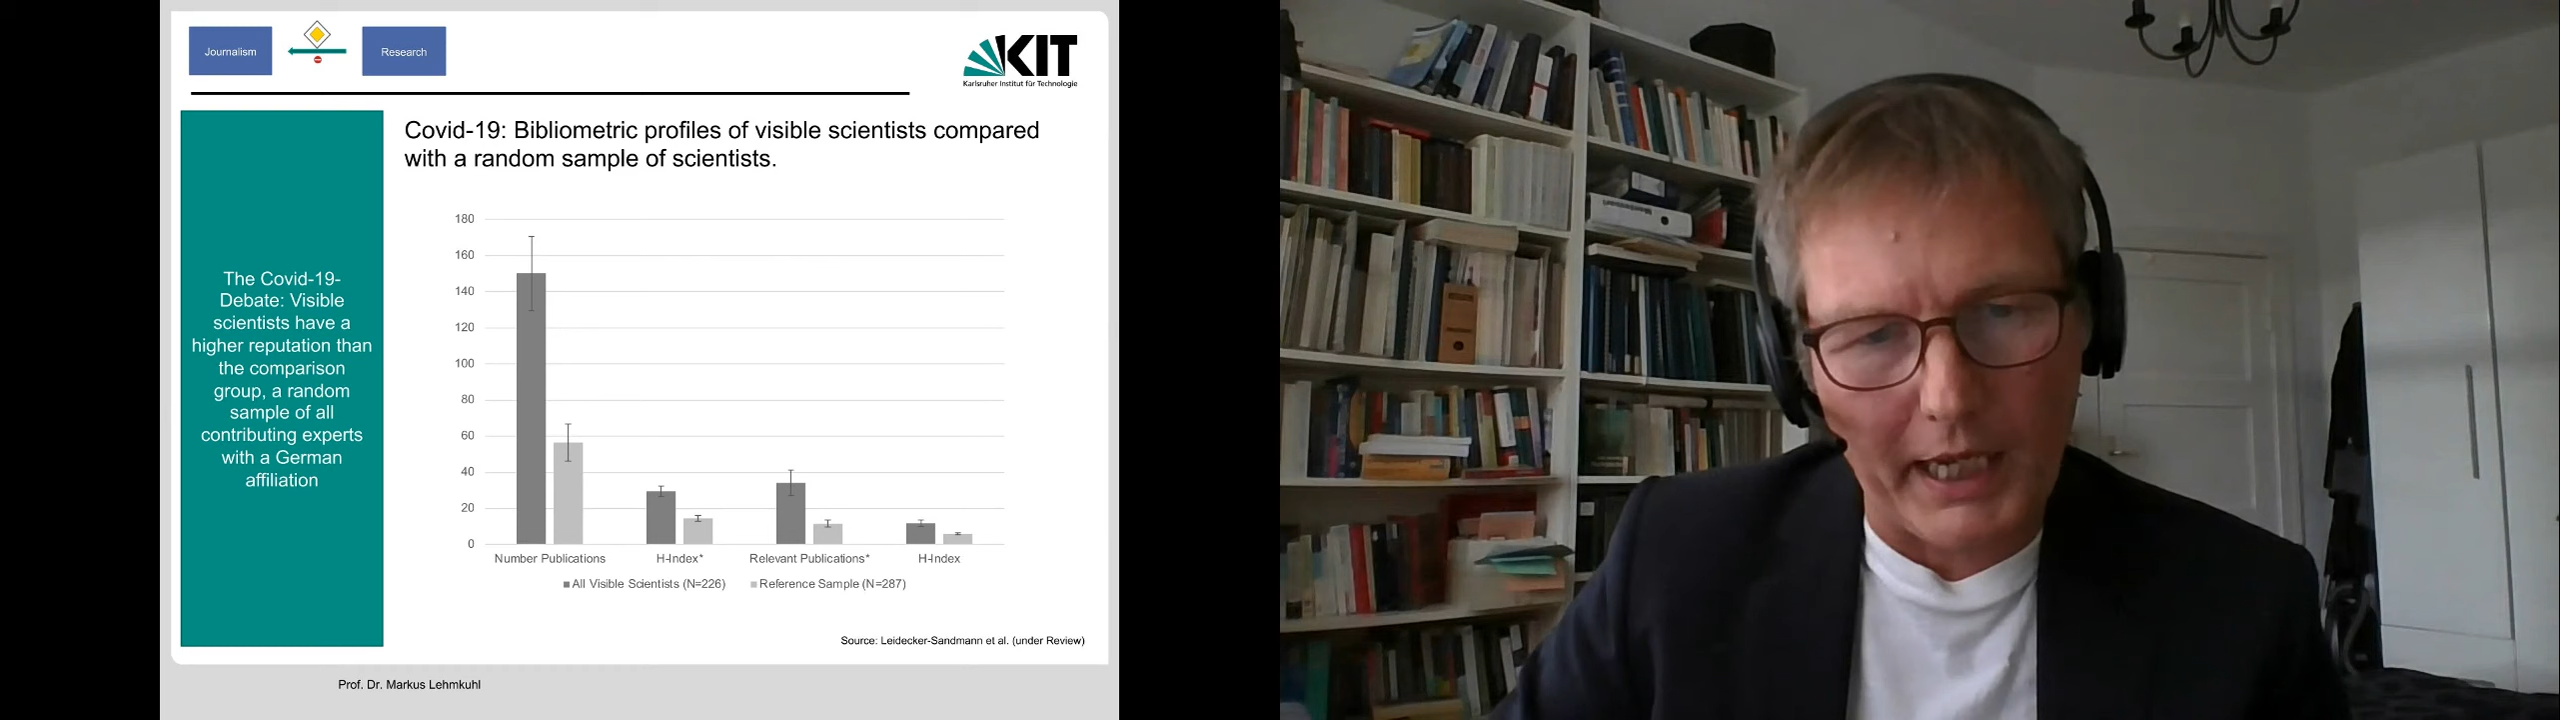 Journalism
Research
KIT
Karlsruher Institut für Technologie
Covid-19: Bibliometric profiles of visible scientists compared
with a random sample of scientists.
The Covid-19-
Debate: Visible
scientists have a
higher reputation than
the comparison
group, a random
sample of all
contributing experts
with a German
affiliation
180
160
140
120
100
80
60
40
20
0
Number Publications
H-Index*
Relevant Publications*
H-Index
All Visible Scientists (N=226)
Reference Sample (N=287)
Source: Leidecker-Sandmann et al. (under Review)
Prof. Dr. Markus Lehmkuhl